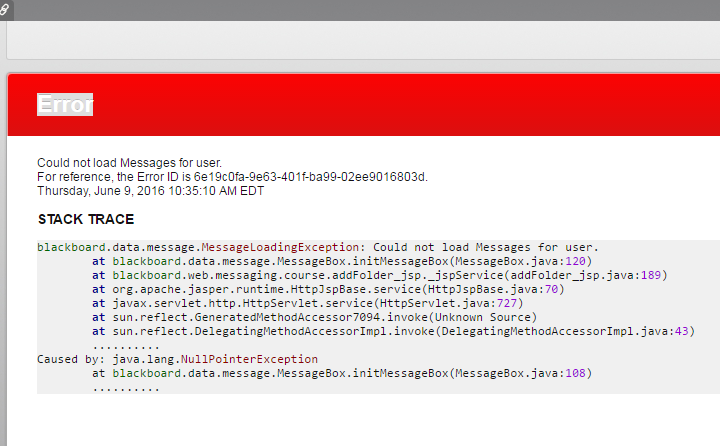 Error
Could not load Messages for user.
For reference, the Error ID is 6e19c0fa-9e63-401f-ba99-02ee9016803d.
Thursday, June 9, 2016 10:35:10 AM EDT
STACK TRACE
blackboard.data.message.MessageLoadingException: Could not load Messages for user.
at blackboard.data.message.MessageBox.initMessageBox(MessageBox.java:120)
at blackboard.web.messaging.course.addFolder_jsp._jspService(addFolder_jsp.java:189)
at org.apache.jasper.runtime.HttpJspBase.service(HttpJspBase.java:70)
at javax.servlet.http.HttpServlet.service(HttpServlet.java:727)
at sun.reflect.GeneratedMethodAccessor7094.invoke(Unknown Source)
at sun.reflect.DelegatingMethodAccessorImpl.invoke(DelegatingMethodAccessorImpl.java:43)
..........
Caused by: java.lang.NullPointerException
at blackboard.data.message.MessageBox.initMessageBox(MessageBox.java:108)
..........